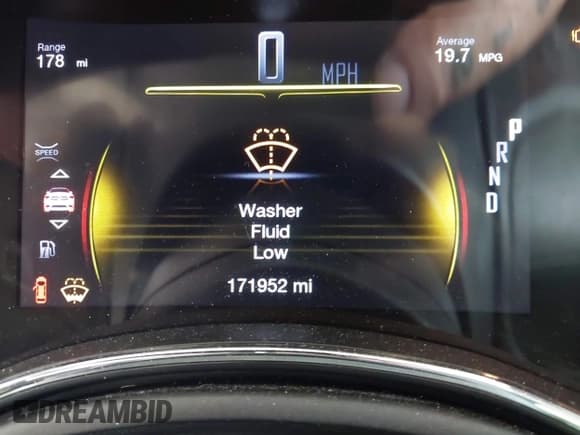 Range
178 mi
0 MPH
Average
19.7 MPG
SPEED
P
R
N
D
Washer
Fluid
Low
171952 mi
DREAMBID